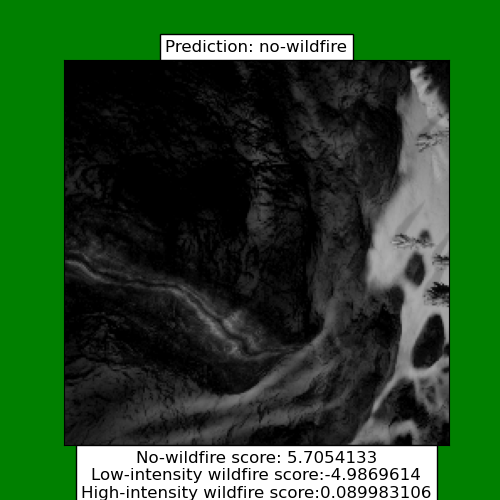 Prediction: no-wildfire
No-wildfire score: 5.7054133
Low-intensity wildfire score:-4.9869614
High-intensity wildfire score:0.089983106